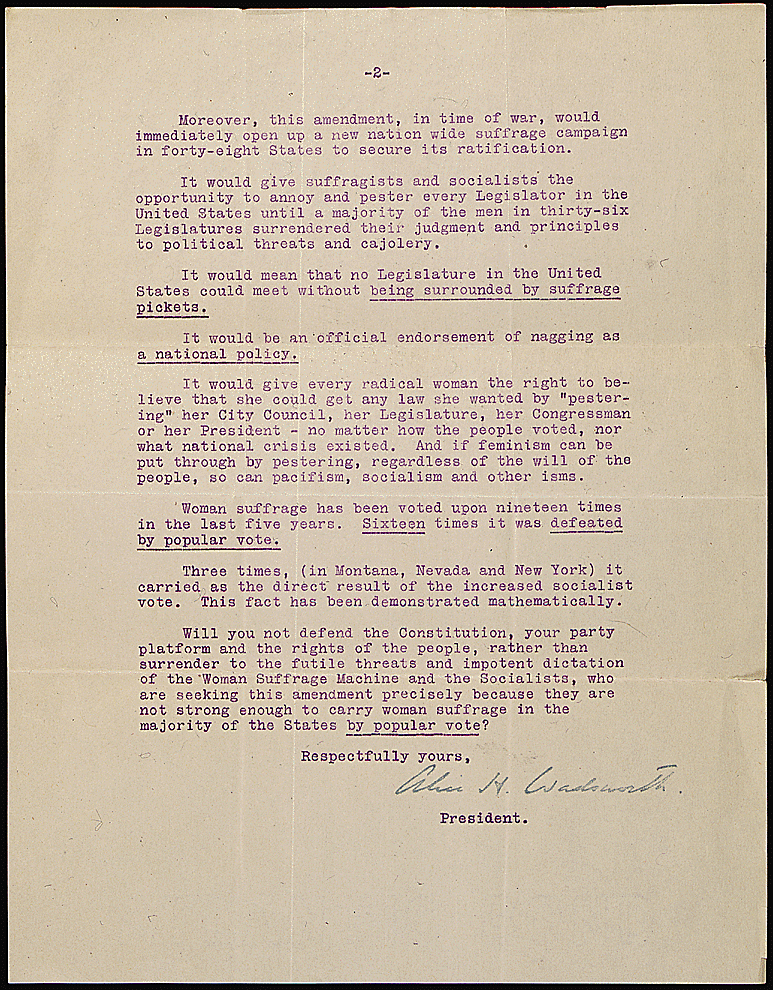 -2-
Moreover, this amendment, in time of war, would
immediately open up a new nation wide suffrage campaign
in forty-eight States to secure its ratification.
It would give suffragists and socialists the
opportunity to annoy and pester every Legislator in the
United States until a majority of the men in thirty-six
Legislatures surrendered their judgment and principles
to political threats and cajolery.
It would mean that no Legislature in the United
States could meet without being surrounded by suffrage
pickets.
It would be an official endorsement of nagging as
a national policy.
It would give every radical woman the right to be-
lieve that she could get any law she wanted by "pester-
ing" her City Council, her Legislature, her Congressman
or her President - no matter how the people voted, nor
what national crisis existed. And if feminism can be
put through by pestering, regardless of the will of the
people, so can pacifism, socialism and other isms.
Woman suffrage has been voted upon nineteen times
in the last five years. Sixteen times it was defeated
by popular vote.
Three times, (in Montana, Nevada and New York) it
carried as the direct result of the increased socialist
vote. This fact has been demonstrated mathematically.
Will you not defend the Constitution, your party
platform and the rights of the people, rather than
surrender to the futile threats and impotent dictation
of the Woman Suffrage Machine and the Socialists, who
are seeking this amendment precisely because they are
not strong enough to carry woman suffrage in the
majority of the States by popular vote?
Respectfully yours,
Alice H. Wadsworth.
President.